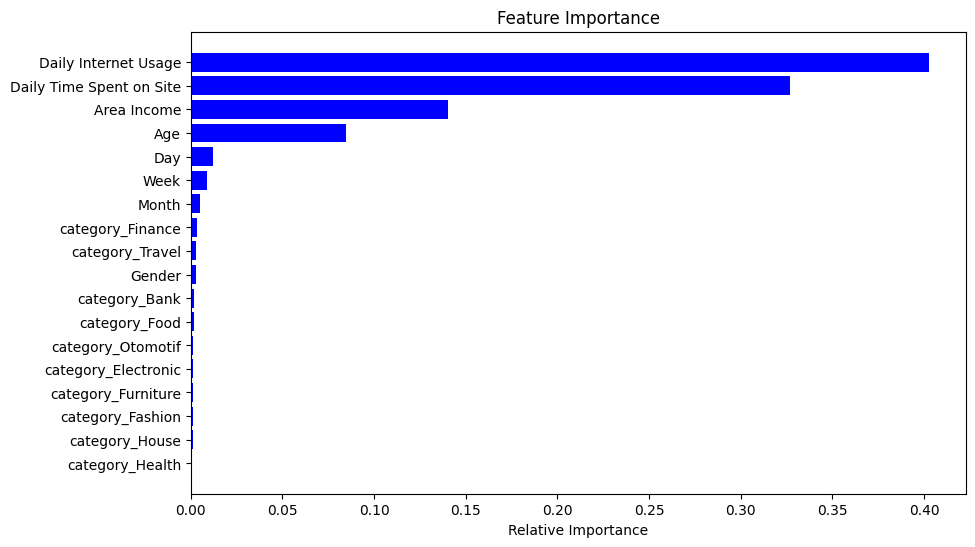 Feature Importance
Daily Internet Usage
Daily Time Spent on Site
Area Income
Age
Day
Week
Month
category_Finance
category_Travel
Gender
category_Bank
category_Food
category_Otomotif
category_Electronic
category_Furniture
category_Fashion
category_House
category_Health
0.00 0.05 0.10 0.15 0.20 0.25 0.30 0.35 0.40
Relative Importance